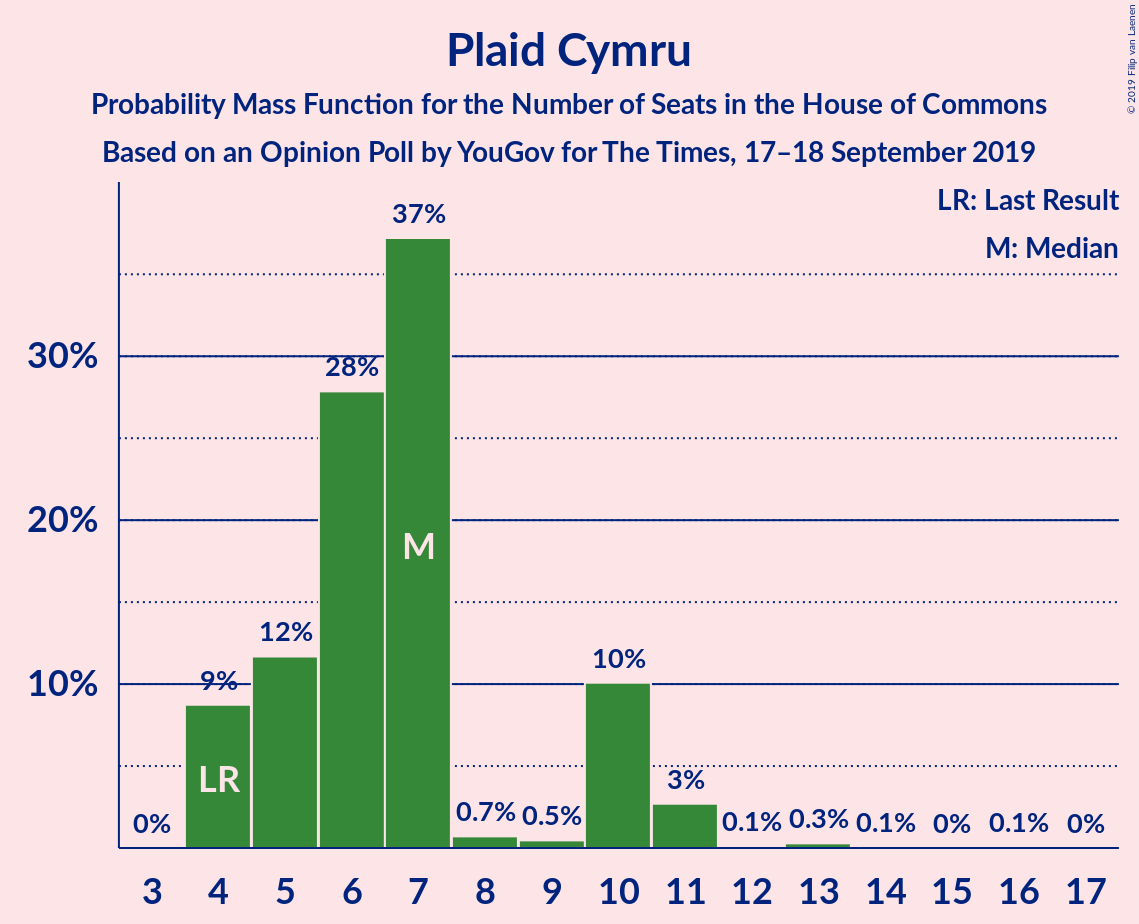 Plaid Cymru
Probability Mass Function for the Number of Seats in the House of Commons
Based on an Opinion Poll by YouGov for The Times, 17–18 September 2019
© 2019 Filip van Laenen
LR: Last Result
M: Median
30%
20%
10%
0%
9%
12%
28%
37%
0.7%
0.5%
10%
3%
0.1%
0.3%
0.1%
0%
0.1%
0%
LR
M
3 4 5 6 7 8 9 10 11 12 13 14 15 16 17